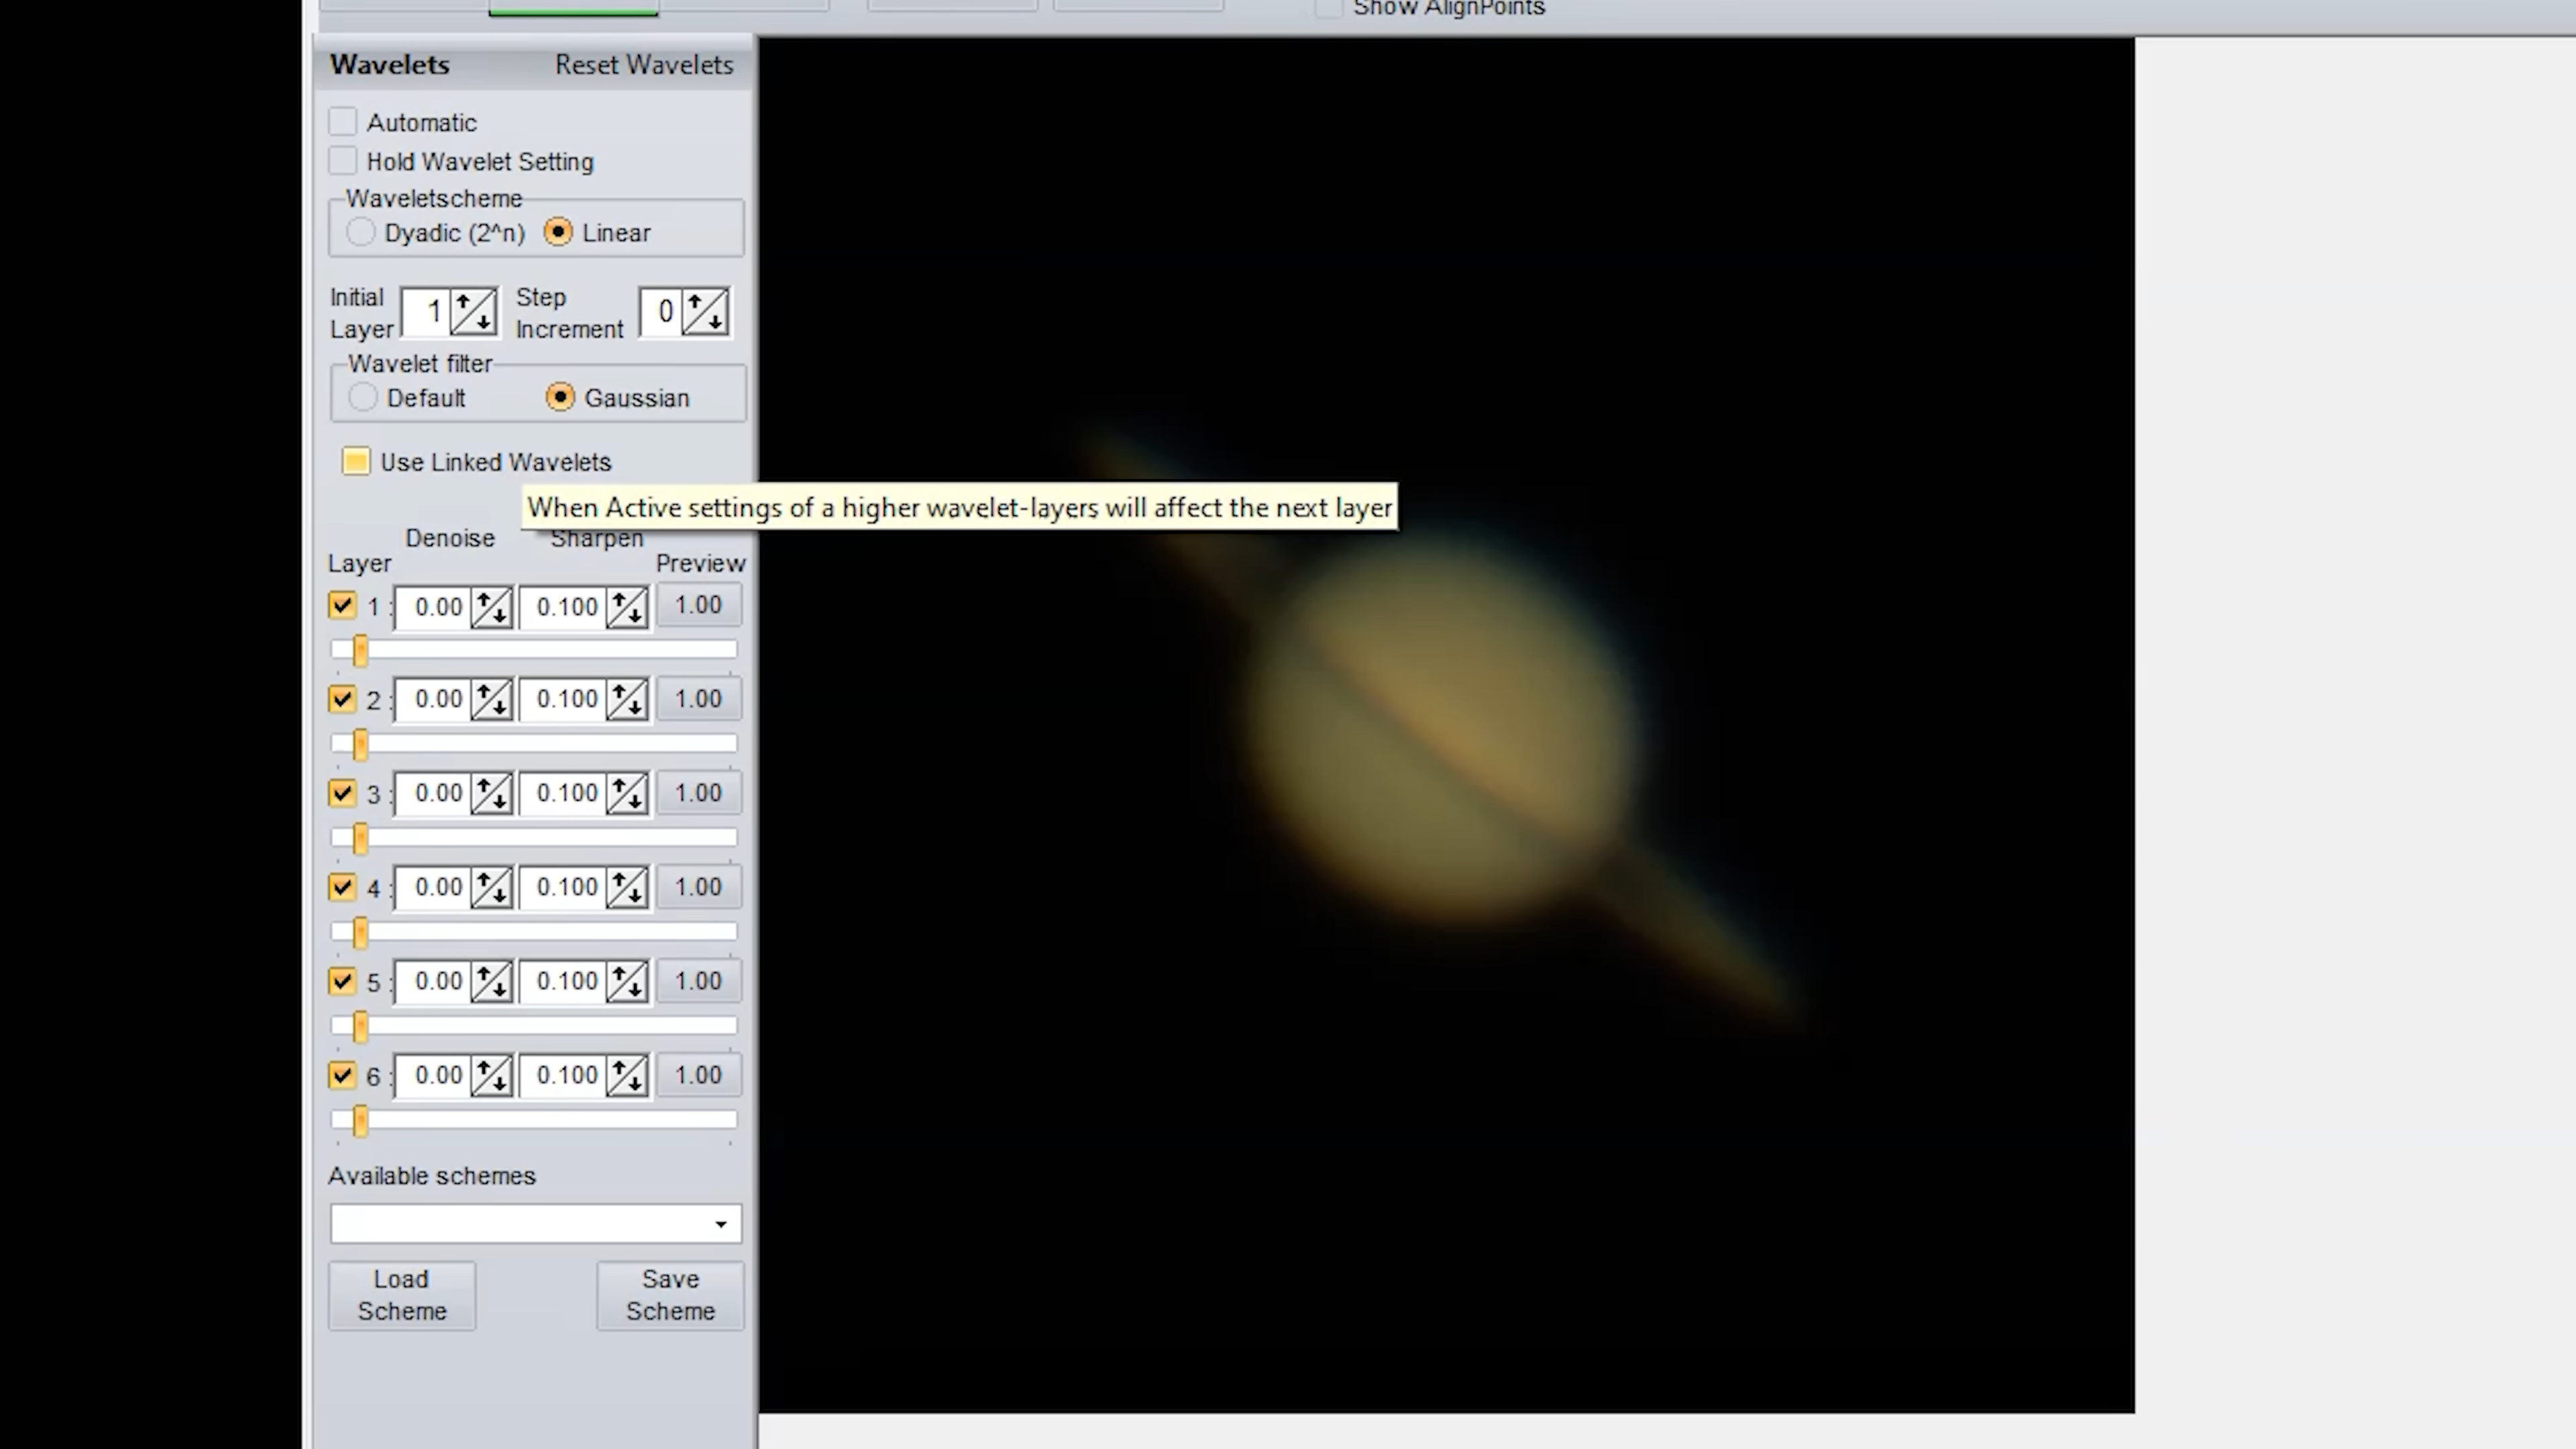 Show AlignPoints
Wavelets Reset Wavelets
Automatic
Hold Wavelet Setting
Waveletscheme
Dyadic (2^n) Linear
Initial Layer 1 Step Increment 0
Wavelet filter
Default Gaussian
Use Linked Wavelets
When Active settings of a higher wavelet-layers will affect the next layer
Denoise Sharpen
Layer Preview
1 : 0.00 0.100 1.00
2 : 0.00 0.100 1.00
3 : 0.00 0.100 1.00
4 : 0.00 0.100 1.00
5 : 0.00 0.100 1.00
6 : 0.00 0.100 1.00
Available schemes
Load Scheme Save Scheme